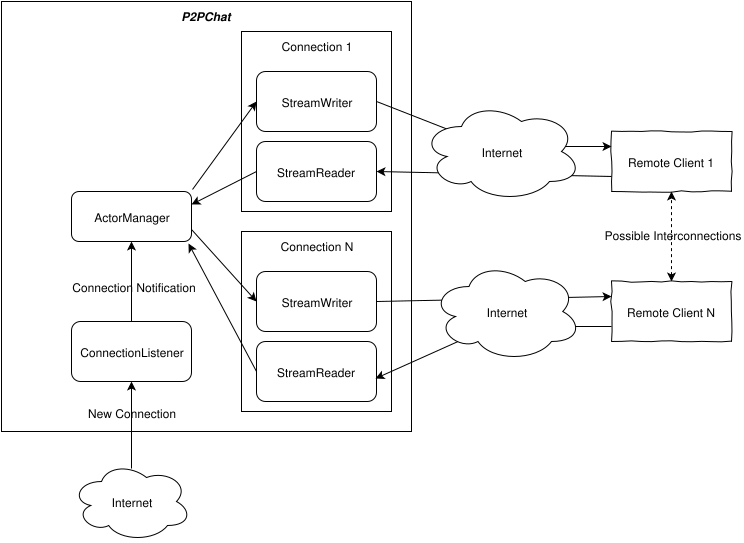 P2PChat
Connection 1
StreamWriter
StreamReader
Internet
Remote Client 1
ActorManager
Possible Interconnections
Connection N
Connection Notification
StreamWriter
Internet
Remote Client N
ConnectionListener
StreamReader
New Connection
Internet